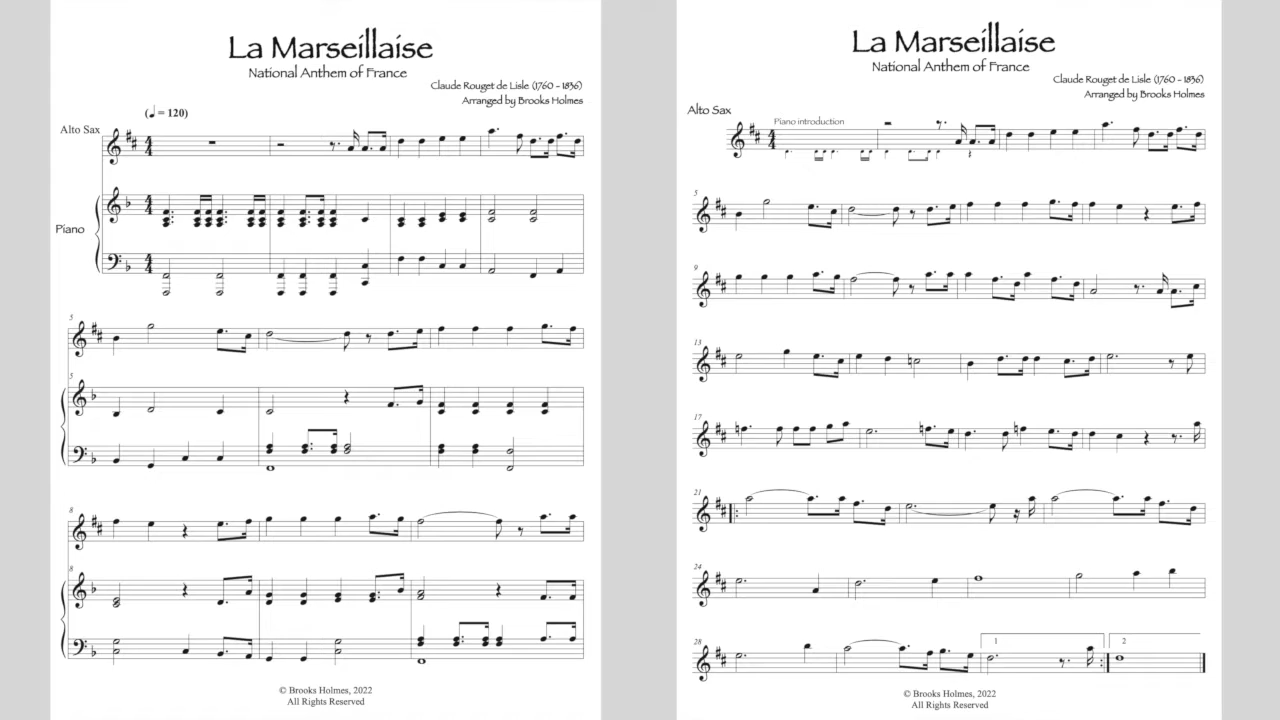 La Marseillaise
National Anthem of France
Claude Rouget de Lisle (1760 - 1836)
Arranged by Brooks Holmes
(♩ = 120)
Alto Sax
Piano
5
5
8
8
© Brooks Holmes, 2022
All Rights Reserved
La Marseillaise
National Anthem of France
Claude Rouget de Lisle (1760 - 1836)
Arranged by Brooks Holmes
Alto Sax
Piano introduction
5
9
13
17
21
24
28
1
2
© Brooks Holmes, 2022
All Rights Reserved